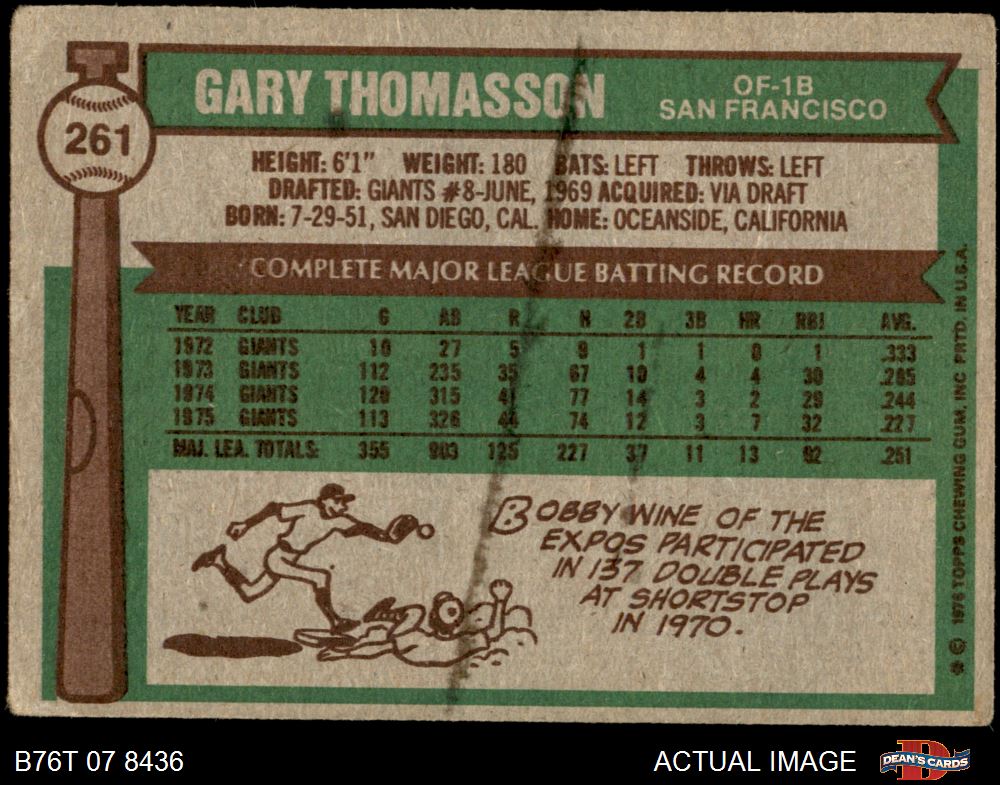 261
GARY THOMASSON
OF-1B
SAN FRANCISCO
HEIGHT: 6'1" WEIGHT: 180 BATS: LEFT THROWS: LEFT
DRAFTED: GIANTS #8-JUNE, 1969 ACQUIRED: VIA DRAFT
BORN: 7-29-51, SAN DIEGO, CAL. HOME: OCEANSIDE, CALIFORNIA
COMPLETE MAJOR LEAGUE BATTING RECORD
YEAR CLUB G AB R H 2B 3B HR RBI AVG.
1972 GIANTS 10 27 5 9 1 1 0 1 .333
1973 GIANTS 112 235 35 67 10 4 4 30 .285
1974 GIANTS 120 315 41 77 14 3 2 29 .244
1975 GIANTS 113 326 44 74 12 3 7 32 .227
MAJ. LEA. TOTALS: 355 903 125 227 37 11 13 92 .251
BOBBY WINE OF THE
EXPOS PARTICIPATED
IN 137 DOUBLE PLAYS
AT SHORTSTOP
IN 1970.
* © 1976 TOPPS CHEWING GUM, INC PRTD. IN U.S.A.
B76T 07 8436
ACTUAL IMAGE
DEAN'S CARDS